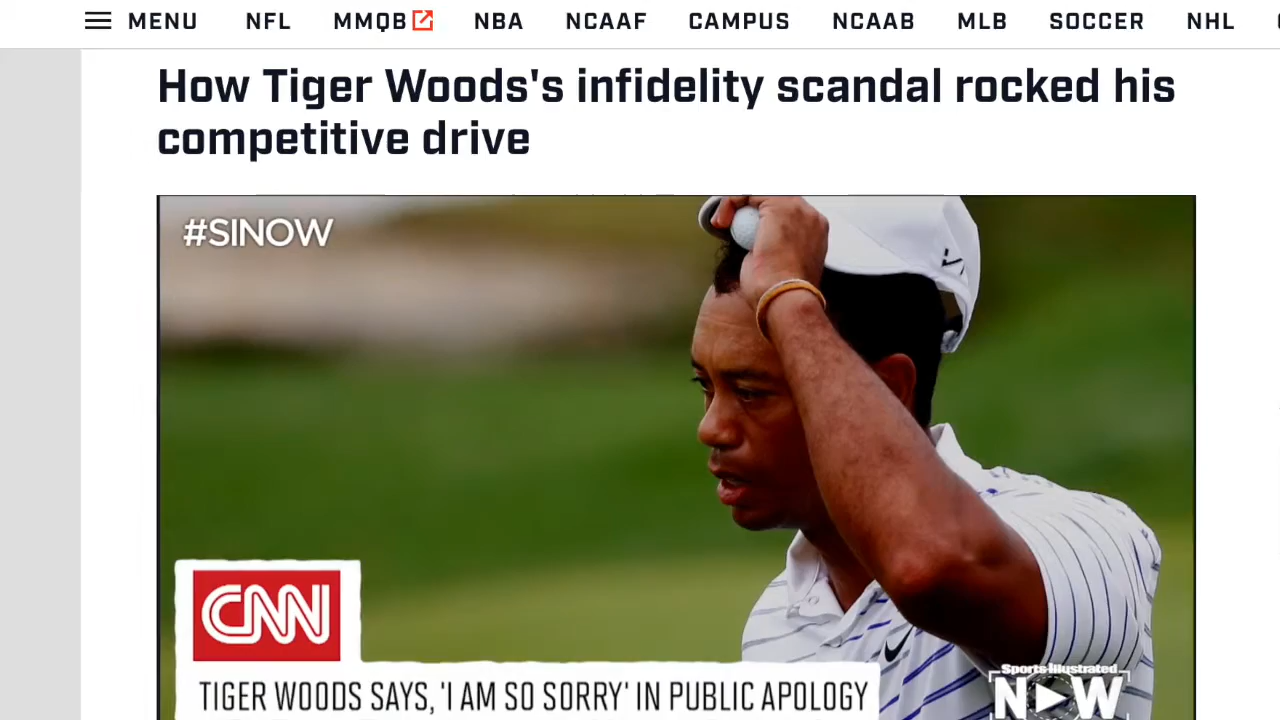 MENU NFL MMQB NBA NCAAF CAMPUS NCAAB MLB SOCCER NHL
How Tiger Woods's infidelity scandal rocked his
competitive drive
#SINOW
CNN
TIGER WOODS SAYS, 'I AM SO SORRY' IN PUBLIC APOLOGY
Sports Illustrated
NOW